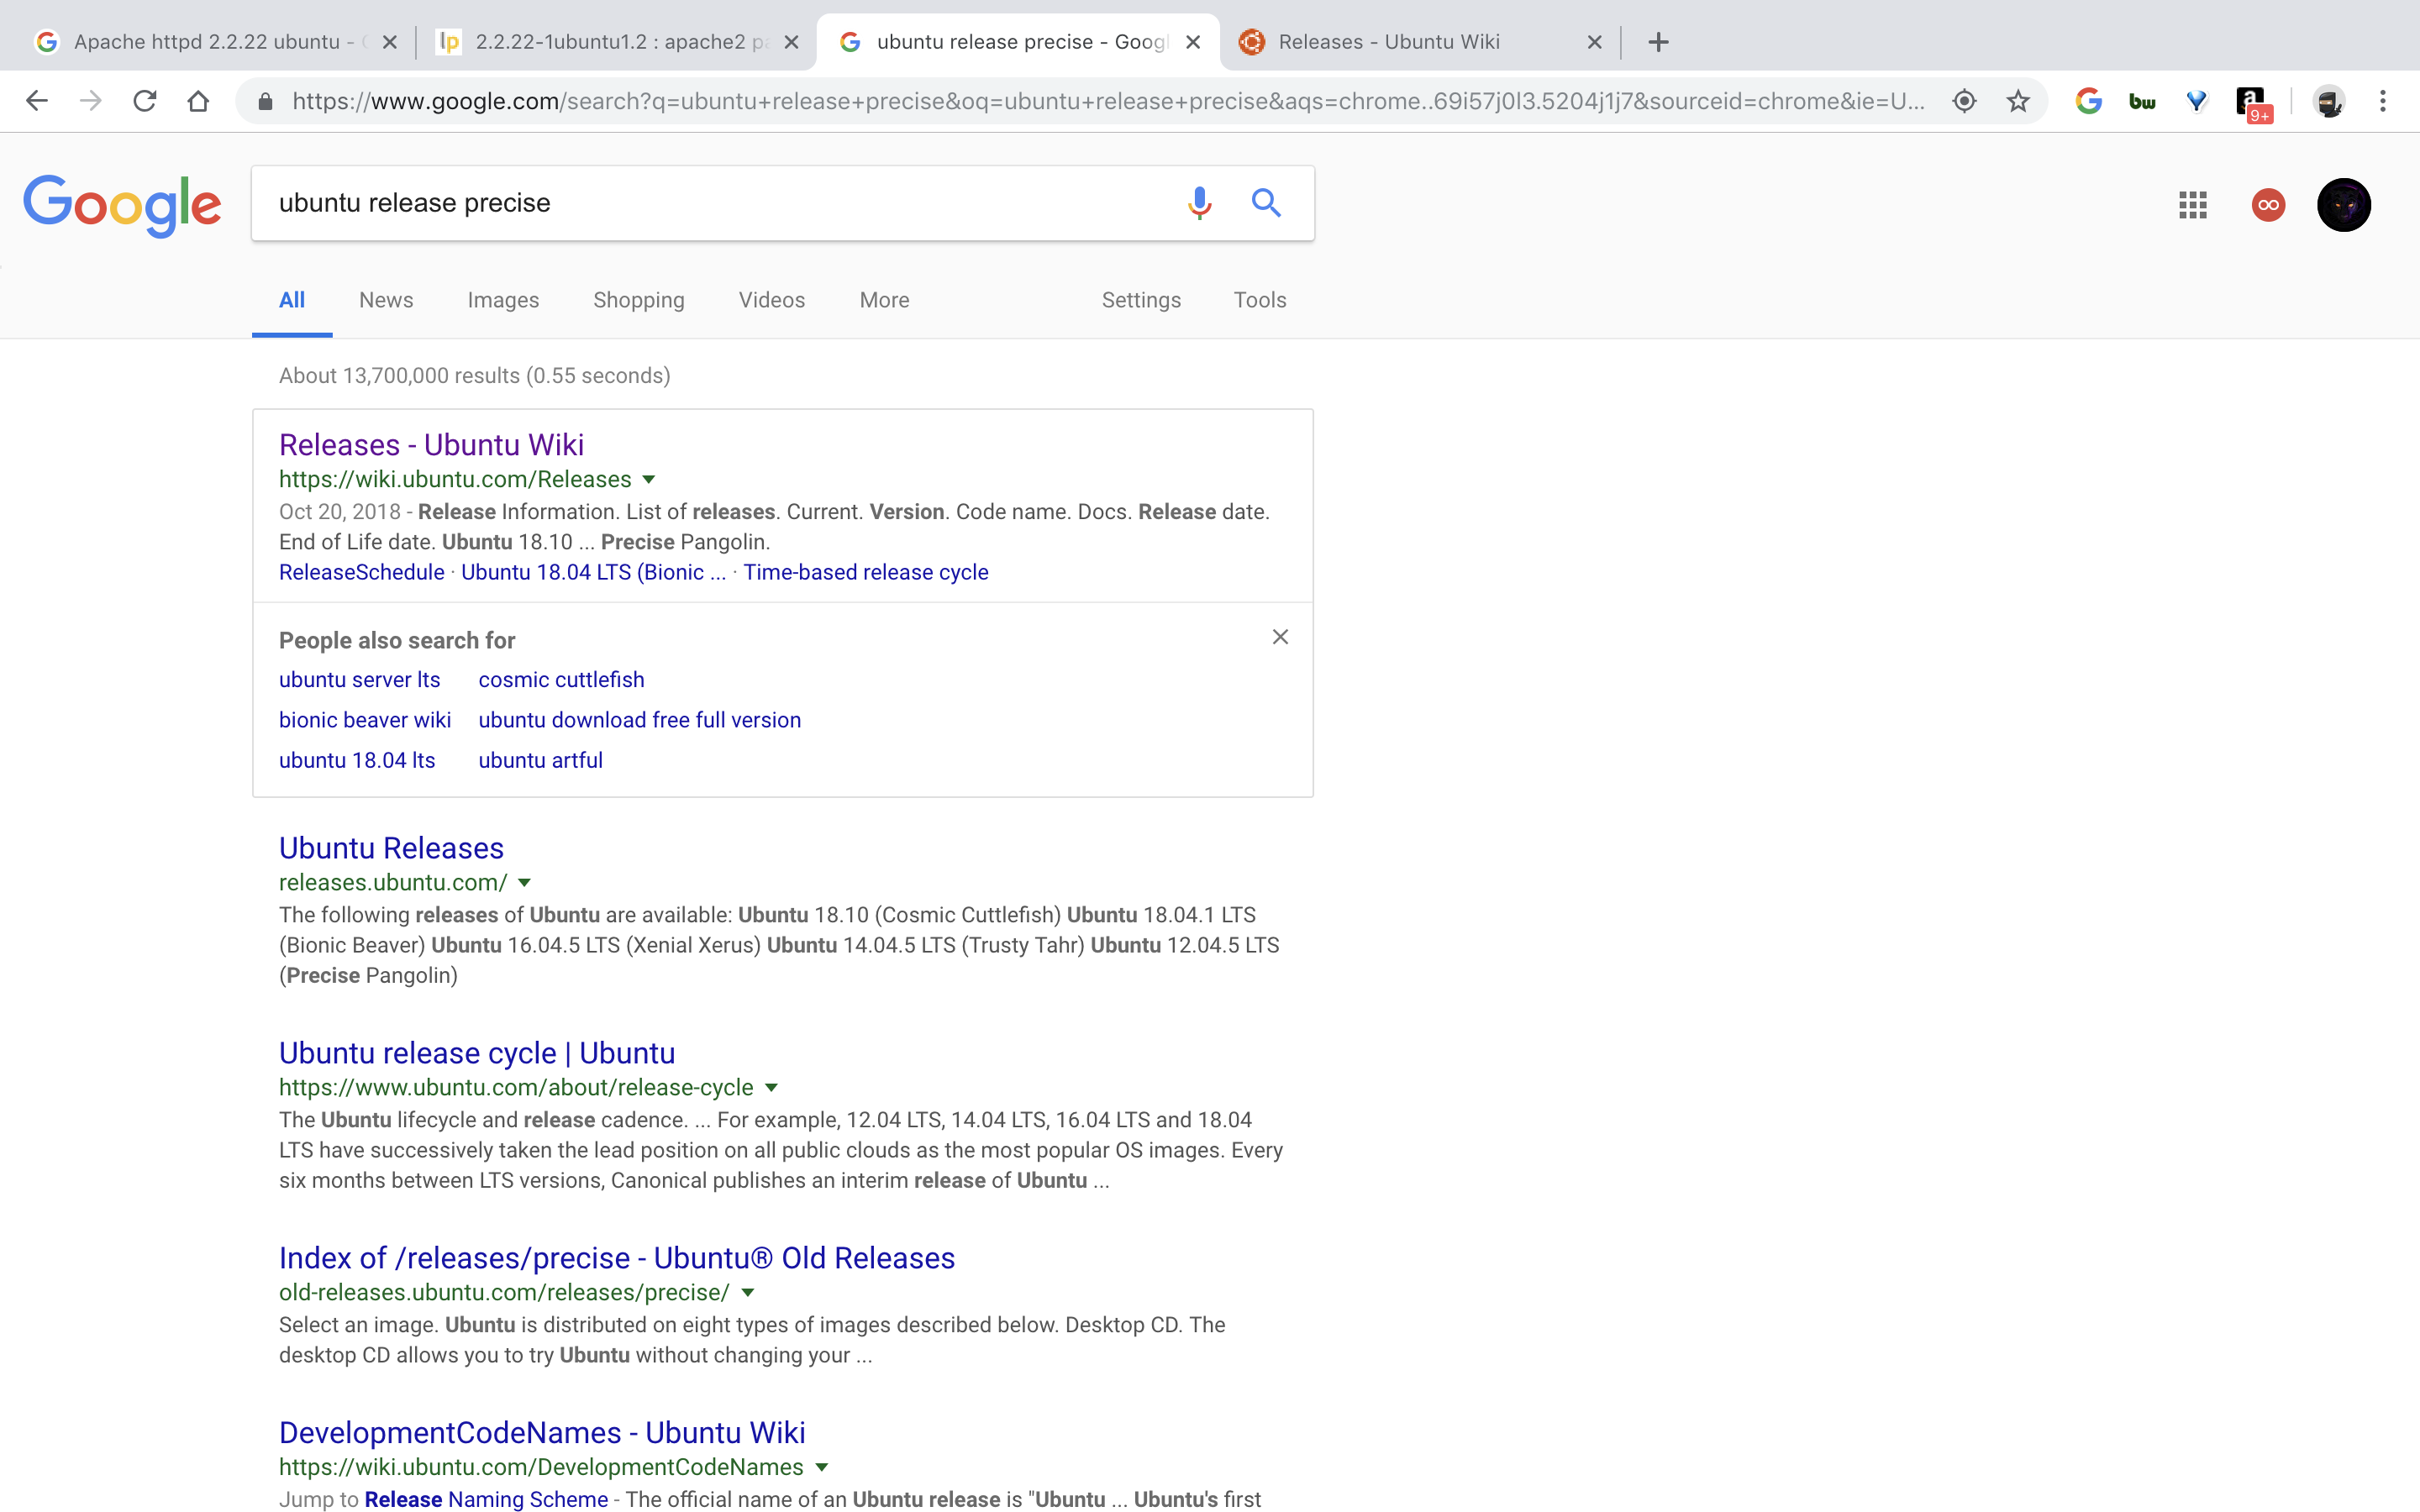 Apache httpd 2.2.22 ubuntu -
lp 2.2.22-1ubuntu1.2 : apache2 pa
ubuntu release precise - Googl
Releases - Ubuntu Wiki
https://www.google.com/search?q=ubuntu+release+precise&oq=ubuntu+release+precise&aqs=chrome..69i57j0l3.5204j1j7&sourceid=chrome&ie=U...
bw
a
9+
Google
ubuntu release precise
All News Images Shopping Videos More Settings Tools
About 13,700,000 results (0.55 seconds)
Releases - Ubuntu Wiki
https://wiki.ubuntu.com/Releases
Oct 20, 2018 - Release Information. List of releases. Current. Version. Code name. Docs. Release date.
End of Life date. Ubuntu 18.10 ... Precise Pangolin.
ReleaseSchedule · Ubuntu 18.04 LTS (Bionic ... · Time-based release cycle
People also search for
ubuntu server lts cosmic cuttlefish
bionic beaver wiki ubuntu download free full version
ubuntu 18.04 lts ubuntu artful
Ubuntu Releases
releases.ubuntu.com/
The following releases of Ubuntu are available: Ubuntu 18.10 (Cosmic Cuttlefish) Ubuntu 18.04.1 LTS
(Bionic Beaver) Ubuntu 16.04.5 LTS (Xenial Xerus) Ubuntu 14.04.5 LTS (Trusty Tahr) Ubuntu 12.04.5 LTS
(Precise Pangolin)
Ubuntu release cycle | Ubuntu
https://www.ubuntu.com/about/release-cycle
The Ubuntu lifecycle and release cadence. ... For example, 12.04 LTS, 14.04 LTS, 16.04 LTS and 18.04
LTS have successively taken the lead position on all public clouds as the most popular OS images. Every
six months between LTS versions, Canonical publishes an interim release of Ubuntu ...
Index of /releases/precise - Ubuntu® Old Releases
old-releases.ubuntu.com/releases/precise/
Select an image. Ubuntu is distributed on eight types of images described below. Desktop CD. The
desktop CD allows you to try Ubuntu without changing your ...
DevelopmentCodeNames - Ubuntu Wiki
https://wiki.ubuntu.com/DevelopmentCodeNames
Jump to Release Naming Scheme - The official name of an Ubuntu release is "Ubuntu ... Ubuntu's first